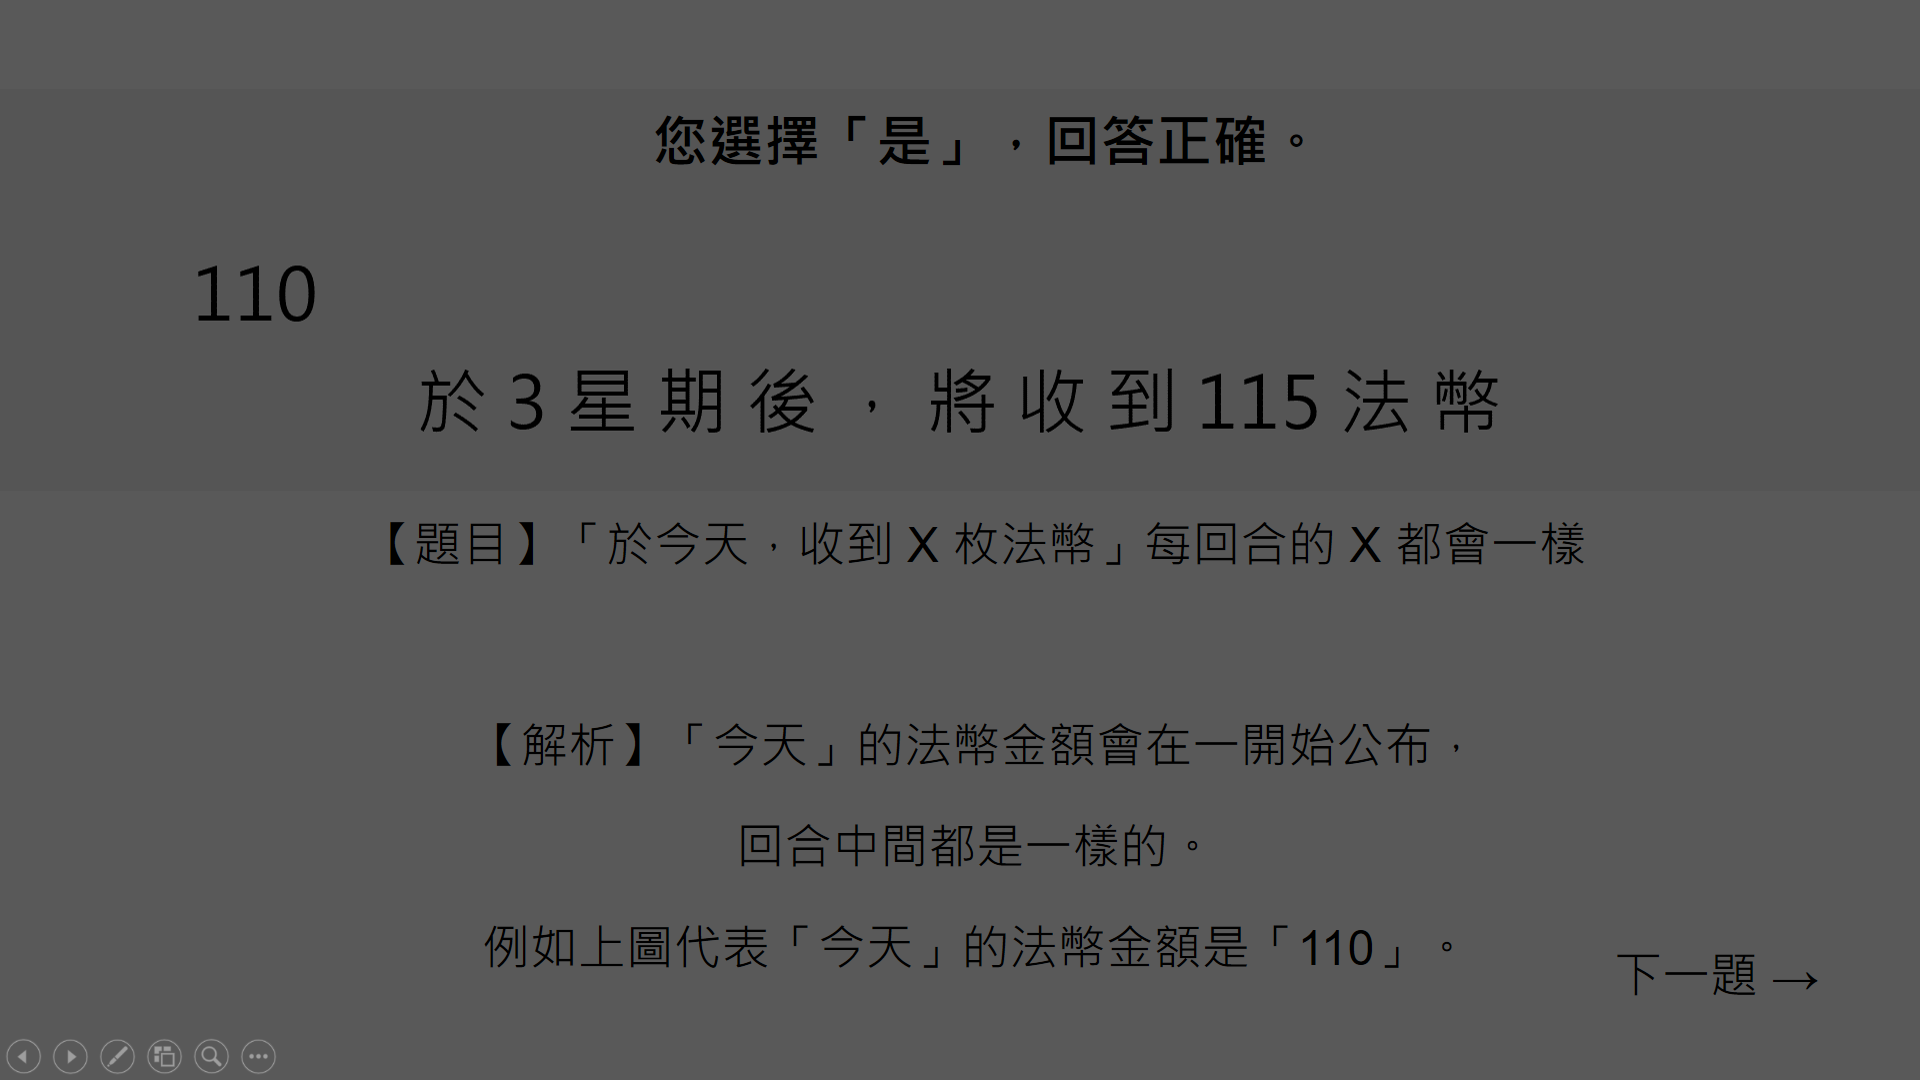 您選擇「是」，回答正確。
110
於3星期後，將收到115法幣
【題目】「於今天，收到 X 枚法幣」每回合的 X 都會一樣
【解析】「今天」的法幣金額會在一開始公布，
回合中間都是一樣的。
例如上圖代表「今天」的法幣金額是「110」。
下一題 →